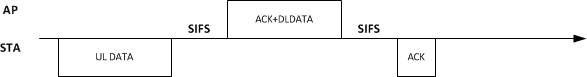 AP
SIFS ACK+DLDATA SIFS
STA
UL DATA ACK